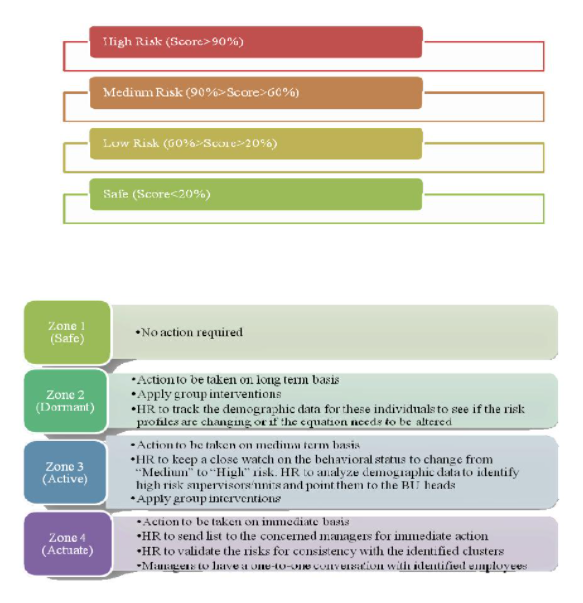 High Risk (Score>90%)
Medium Risk (90%>Score>60%)
Low Risk (60%>Score>20%)
Safe (Score<20%)
Zone 1
(Safe)
•No action required
Zone 2
(Dormant)
•Action to be taken on long term basis
•Apply group interventions
•HR to track the demographic data for these individuals to see if the risk
profiles are changing or if the equation needs to be altered
Zone 3
(Active)
•Action to be taken on medium term basis
•HR to keep a close watch on the behavioral status to change from
“Medium” to “High” risk. HR to analyze demographic data to identify
high risk supervisors/units and point them to the BU heads
•Apply group interventions
Zone 4
(Actuate)
•Action to be taken on immediate basis
•HR to send list to the concerned managers for immediate action
•HR to validate the risks for consistency with the identified clusters
•Managers to have a one-to-one conversation with identified employees